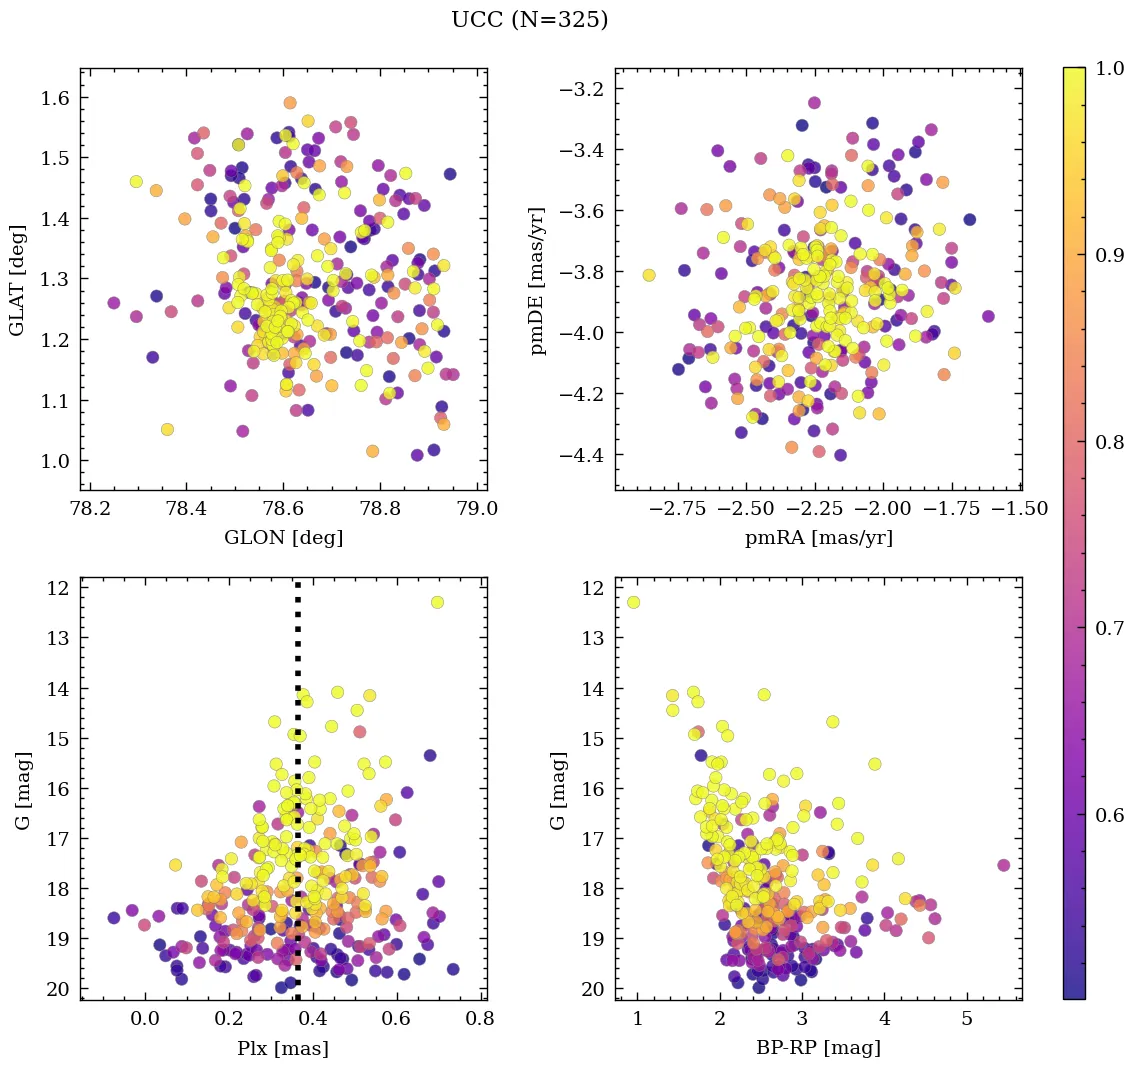 UCC (N=325)
1.6
1.5
1.4
1.3
1.2
1.1
1.0
GLAT [deg]
78.2 78.4 78.6 78.8 79.0
GLON [deg]
−3.2
−3.4
−3.6
−3.8
−4.0
−4.2
−4.4
pmDE [mas/yr]
−2.75 −2.50 −2.25 −2.00 −1.75 −1.50
pmRA [mas/yr]
12
13
14
15
16
17
18
19
20
G [mag]
0.0 0.2 0.4 0.6 0.8
Plx [mas]
12
13
14
15
16
17
18
19
20
G [mag]
1 2 3 4 5
BP-RP [mag]
1.0
0.9
0.8
0.7
0.6